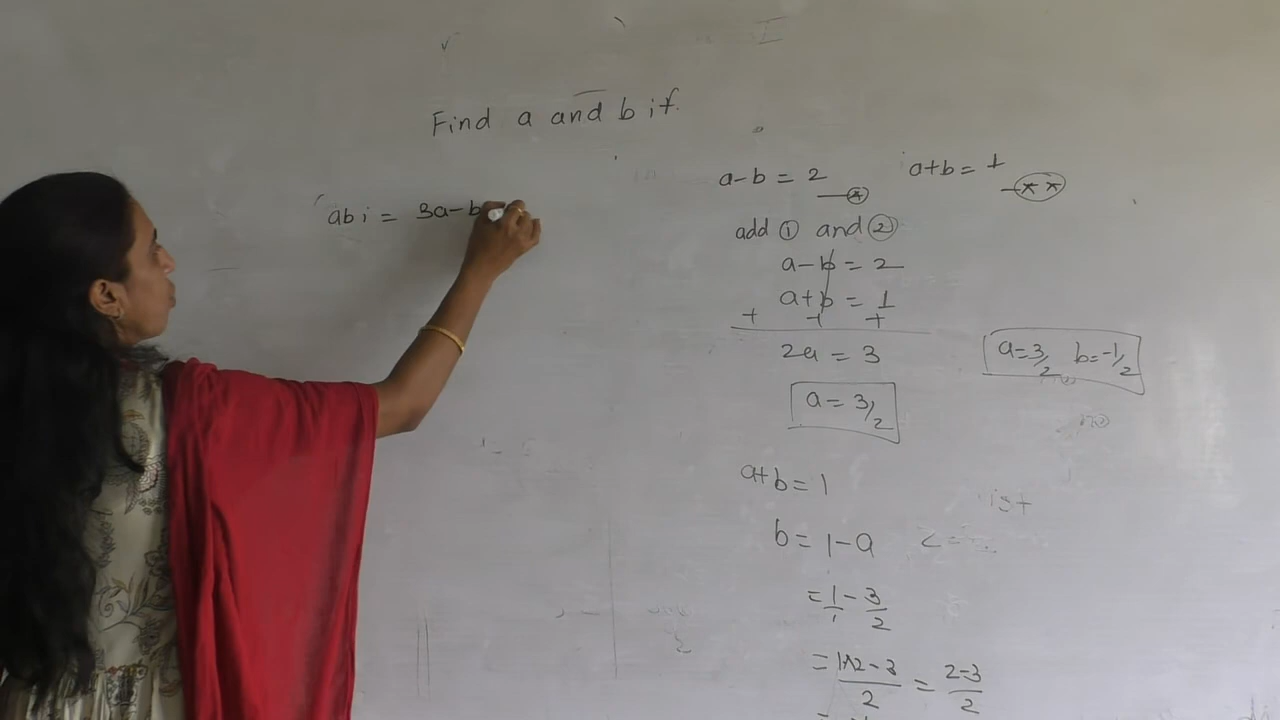 Find a and b if
abi = 3a-b
a-b = 2 —* a+b = 1 —**
add ① and ②
a-b = 2
a+b = 1
+ + +
2a = 3
a = 3/2
a=3/2 b=-1/2
a+b = 1
b = 1-a
= 1/1 - 3/2
= 1×2-3/2 = 2-3/2